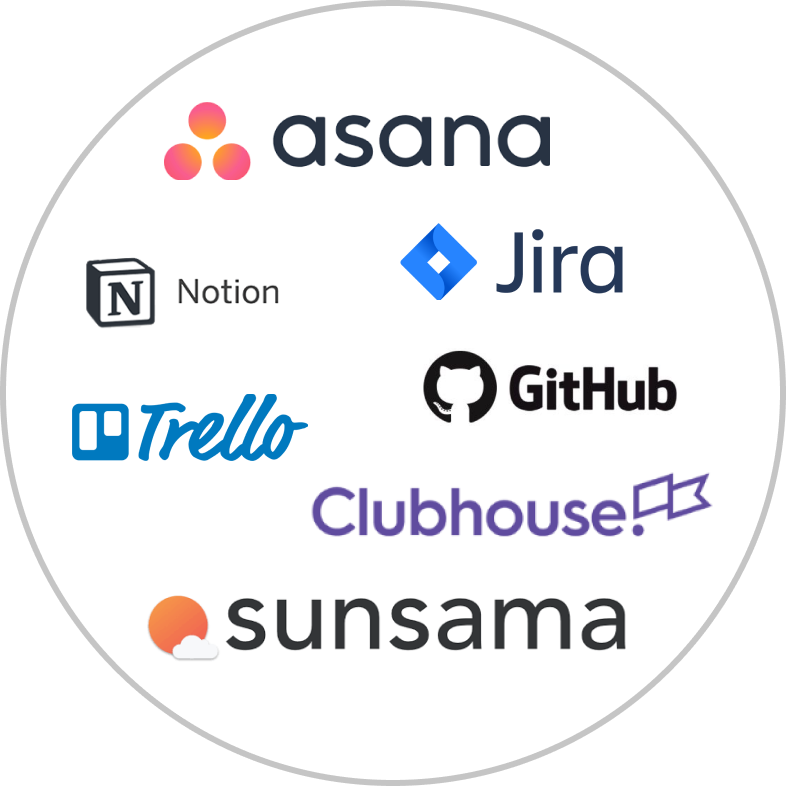 asana
Jira
N Notion
GitHub
Trello
Clubhouse.
sunsama